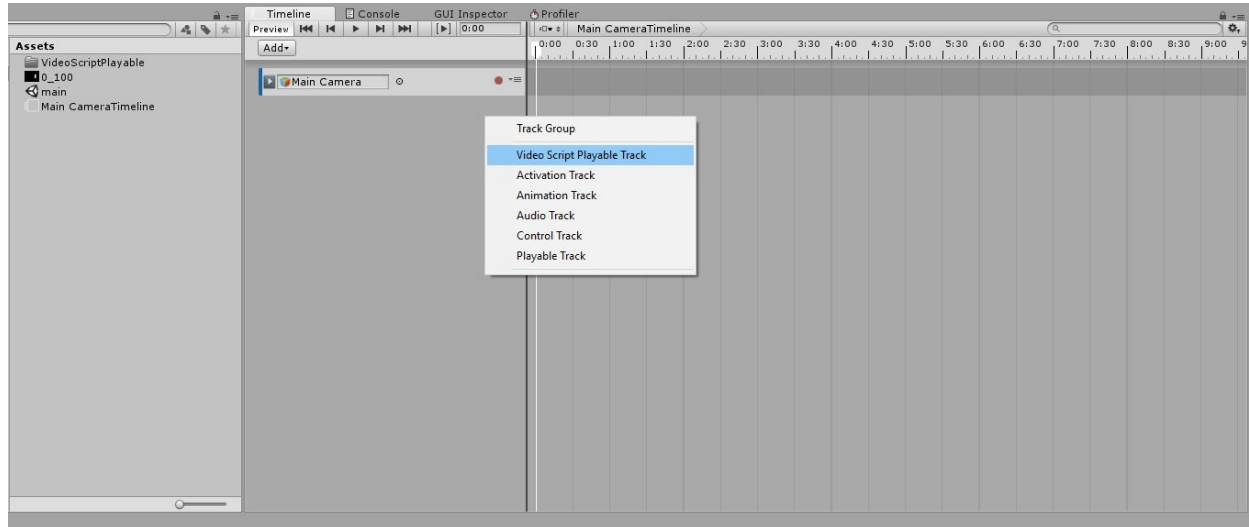 Timeline Console GUI Inspector Profiler
Preview 0:00 Main CameraTimeline
Assets
Add
0:00 0:30 1:00 1:30 2:00 2:30 3:00 3:30 4:00 4:30 5:00 5:30 6:00 6:30 7:00 7:30 8:00 8:30 9:00 9
VideoScriptPlayable
0_100
main
Main CameraTimeline
Main Camera
Track Group
Video Script Playable Track
Activation Track
Animation Track
Audio Track
Control Track
Playable Track